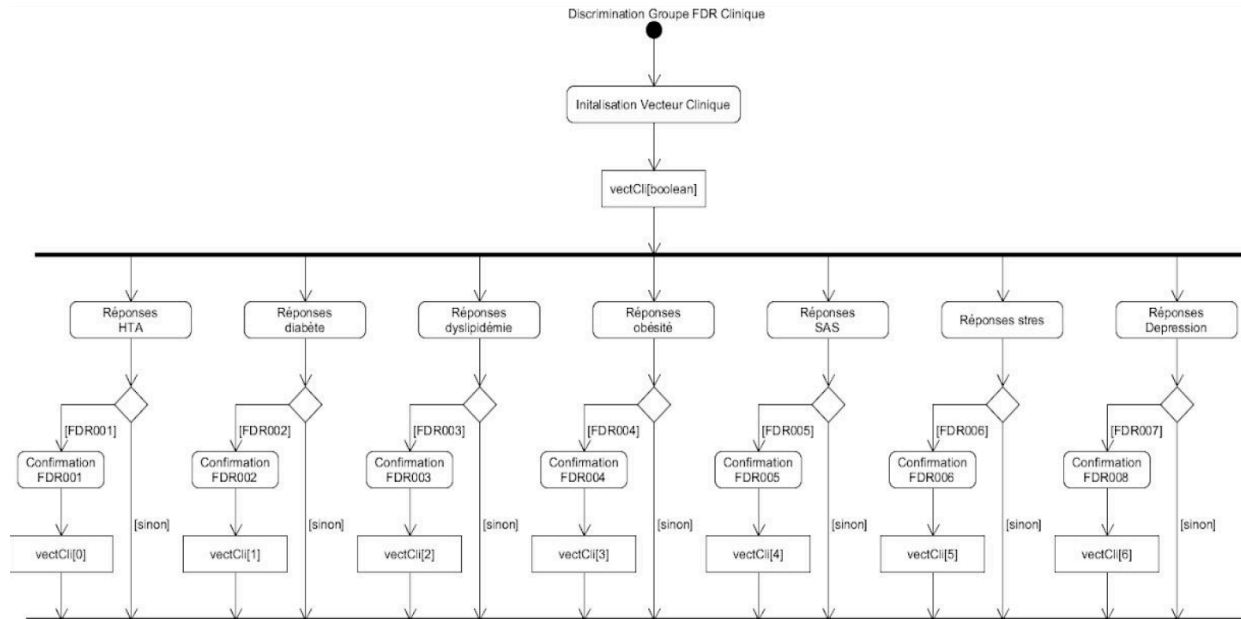 Discrimination Groupe FDR Clinique
Initalisation Vecteur Clinique
vectCli[boolean]
Réponses
HTA
Réponses
diabète
Réponses
dyslipidémie
Réponses
obésité
Réponses
SAS
Réponses stres
Réponses
Depression
[FDR001]
[FDR002]
[FDR003]
[FDR004]
[FDR005]
[FDR006]
[FDR007]
Confirmation
FDR001
Confirmation
FDR002
Confirmation
FDR003
Confirmation
FDR004
Confirmation
FDR005
Confirmation
FDR006
Confirmation
FDR008
[sinon]
[sinon]
[sinon]
[sinon]
[sinon]
[sinon]
[sinon]
vectCli[0]
vectCli[1]
vectCli[2]
vectCli[3]
vectCli[4]
vectCli[5]
vectCli[6]